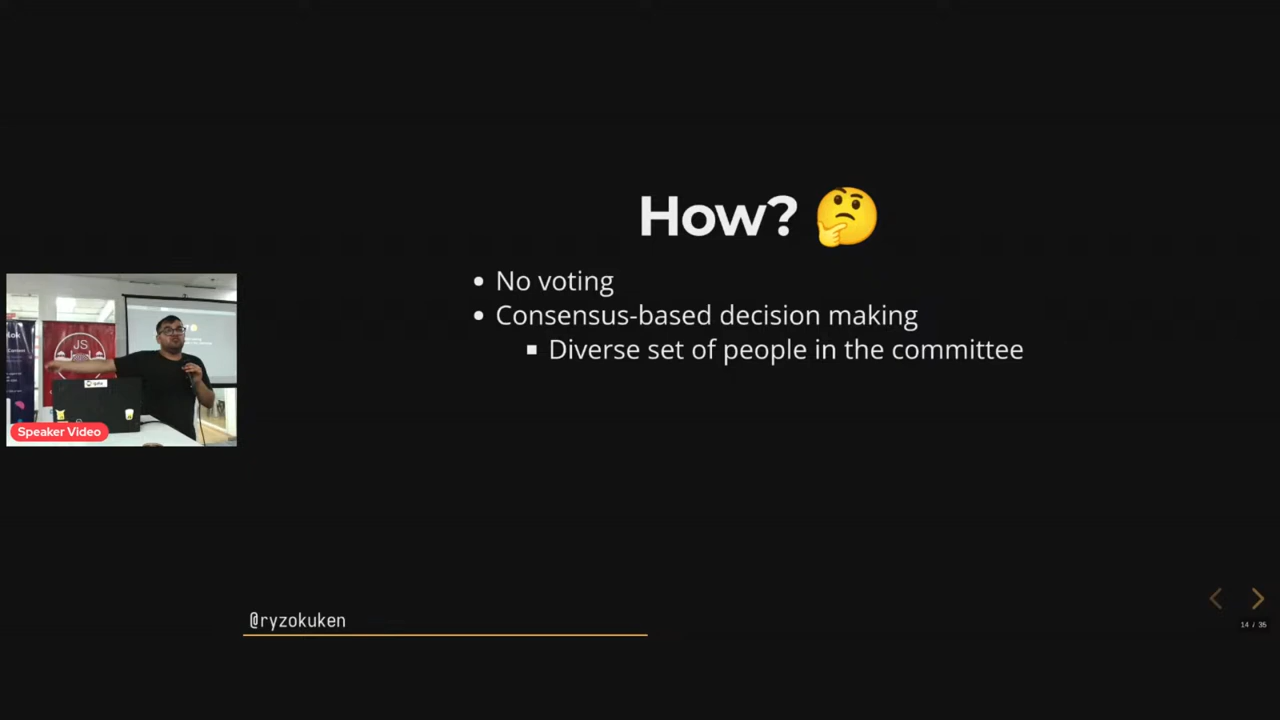 How? 🤔
• No voting
• Consensus-based decision making
▪ Diverse set of people in the committee
JS
Speaker Video
@ryzokuken
14 / 35